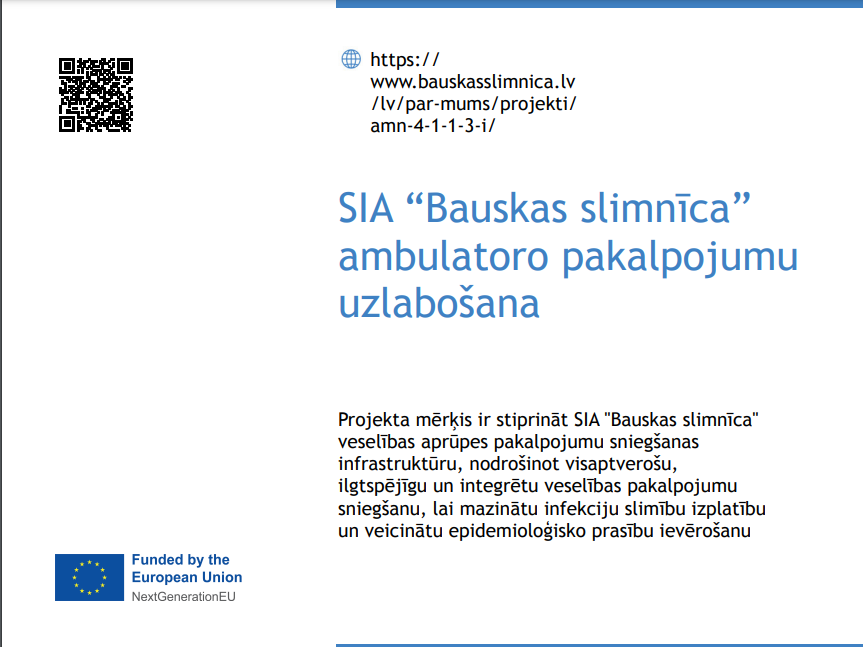 https://
www.bauskasslimnica.lv
/lv/par-mums/projekti/
amn-4-1-1-3-i/
SIA “Bauskas slimnīca”
ambulatoro pakalpojumu
uzlabošana
Projekta mērķis ir stiprināt SIA "Bauskas slimnīca"
veselības aprūpes pakalpojumu sniegšanas
infrastruktūru, nodrošinot visaptverošu,
ilgtspējīgu un integrētu veselības pakalpojumu
sniegšanu, lai mazinātu infekciju slimību izplatību
un veicinātu epidemioloģisko prasību ievērošanu
Funded by the
European Union
NextGenerationEU